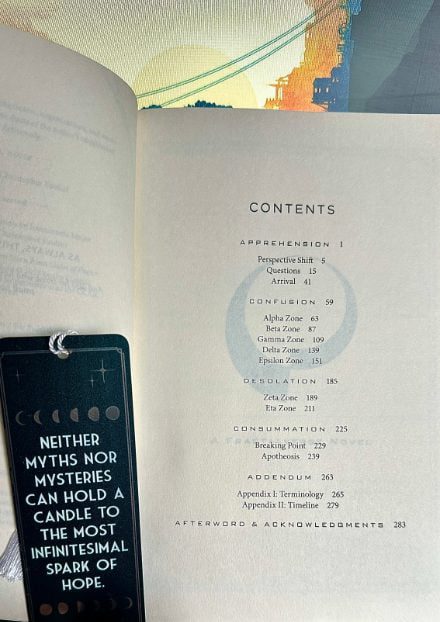 CONTENTS
APPREHENSION 1
Perspective Shift 5
Questions 15
Arrival 41
CONFUSION 59
Alpha Zone 63
Beta Zone 87
Gamma Zone 109
Delta Zone 139
Epsilon Zone 151
DESOLATION 185
Zeta Zone 189
Eta Zone 211
CONSUMMATION 225
Breaking Point 229
Apotheosis 239
ADDENDUM 263
Appendix I: Terminology 265
Appendix II: Timeline 279
AFTERWORD & ACKNOWLEDGMENTS 283
AS ALWAYS, THIS
NEITHER
MYTHS NOR
MYSTERIES
CAN HOLD A
CANDLE TO
THE MOST
INFINITESIMAL
SPARK OF
HOPE.